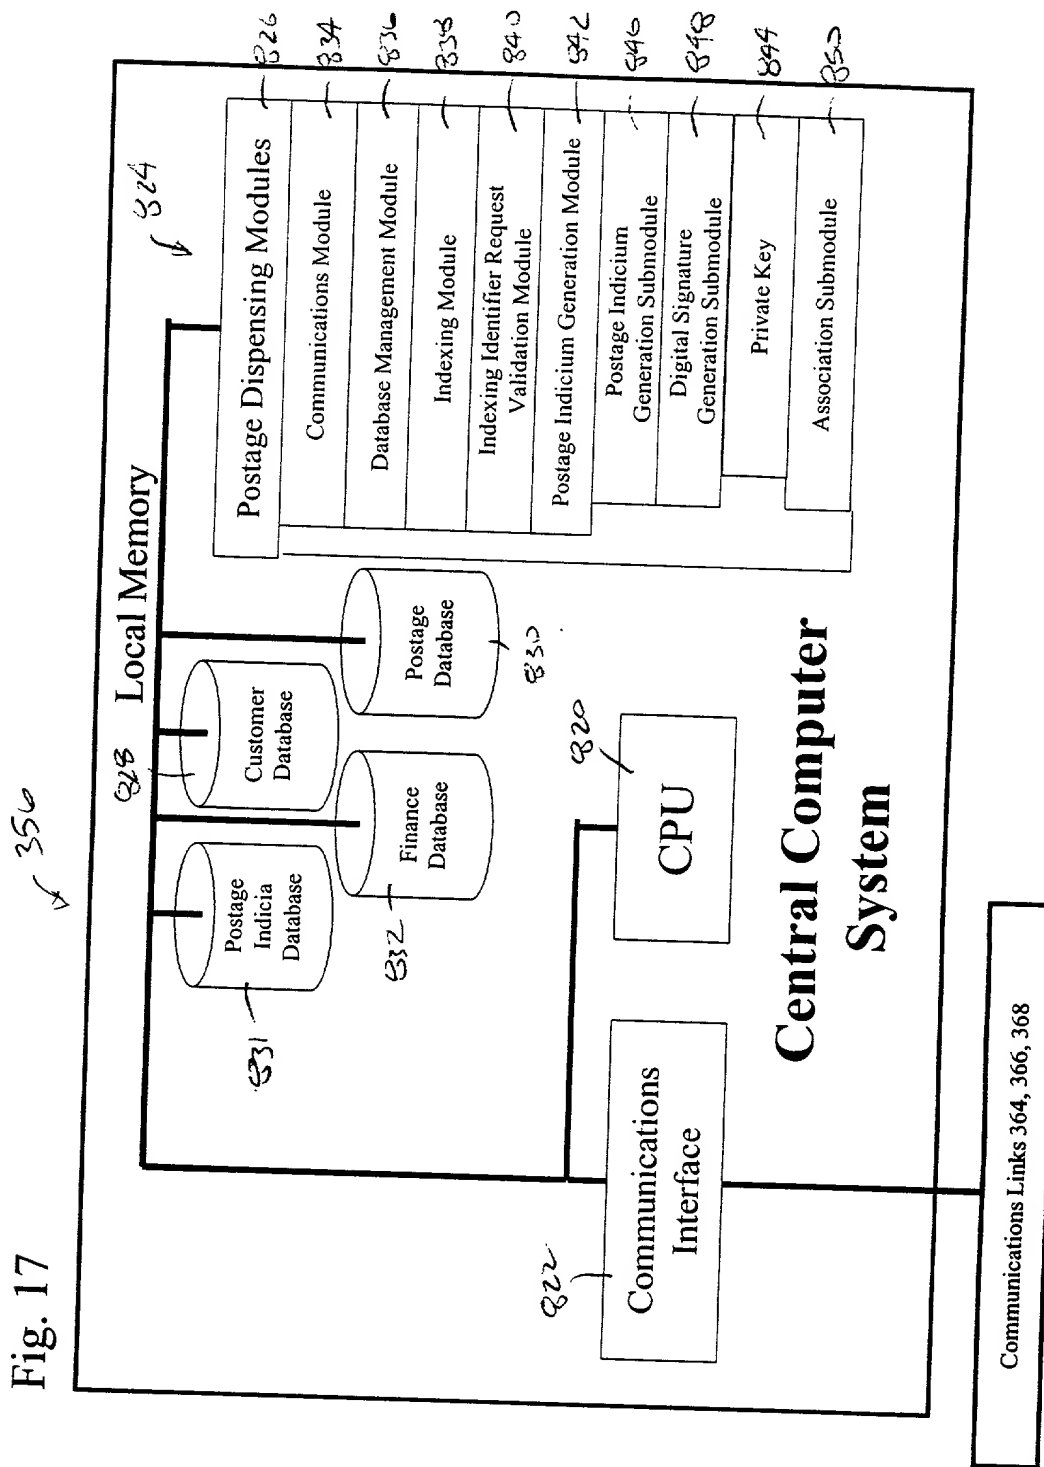 Fig. 17
356
Local Memory
824
828
Postage
Indicia
Database
831
Customer
Database
Finance
Database
832
Postage
Database
830
Postage Dispensing Modules
826
Communications Module
834
Database Management Module
836
Indexing Module
838
Indexing Identifier Request
Validation Module
840
Postage Indicium Generation Module
842
Postage Indicium
Generation Submodule
846
Digital Signature
Generation Submodule
848
Private Key
844
Association Submodule
850
822
Communications
Interface
820
CPU
Central Computer
System
Communications Links 364, 366, 368